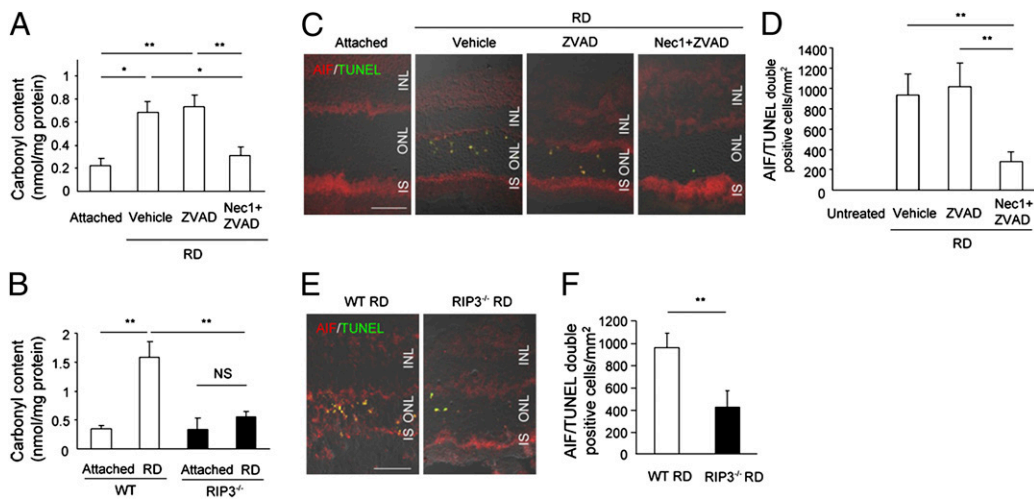 A
Carbonyl content
(nmol/mg protein)
1
0.8
0.6
0.4
0.2
0
**
**
*
*
Attached
Vehicle
ZVAD
Nec1+
ZVAD
RD
B
Carbonyl content
(nmol/mg protein)
2
1.5
1
0.5
0
**
**
NS
Attached
RD
Attached
RD
WT
RIP3-/-
C
RD
Attached
Vehicle
ZVAD
Nec1+ZVAD
AIF/TUNEL
INL
ONL
IS
INL
ONL
IS
INL
ONL
IS
INL
ONL
IS
D
AIF/TUNEL double
positive cells/mm2
1400
1200
1000
800
600
400
200
0
**
**
Untreated
Vehicle
ZVAD
Nec1+
ZVAD
RD
E
WT RD
RIP3-/- RD
AIF/TUNEL
INL
ONL
IS
INL
ONL
IS
F
AIF/TUNEL double
positive cells/mm2
1200
1000
800
600
400
200
0
**
WT RD
RIP3-/- RD